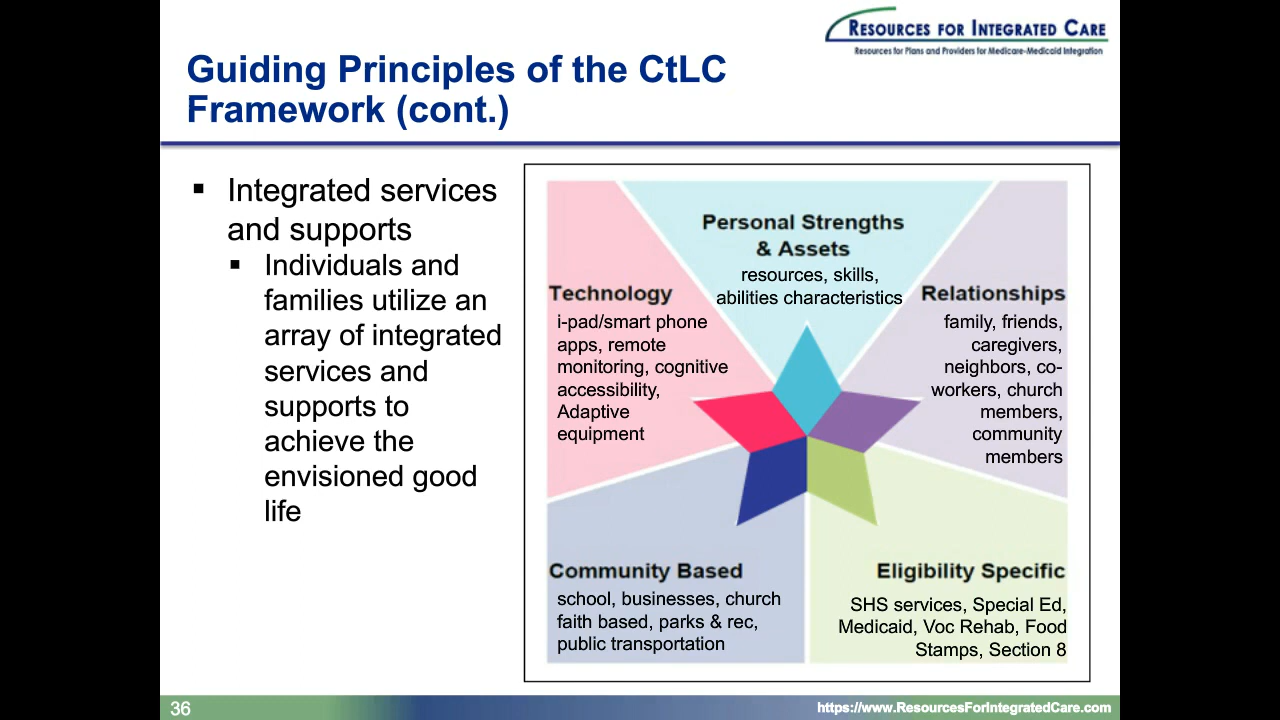 RESOURCES FOR INTEGRATED CARE
Resources for Plans and Providers for Medicare-Medicaid Integration
Guiding Principles of the CtLC
Framework (cont.)
▪ Integrated services
and supports
▪ Individuals and
families utilize an
array of integrated
services and
supports to
achieve the
envisioned good
life
Personal Strengths
& Assets
resources, skills,
abilities characteristics
Technology
i-pad/smart phone
apps, remote
monitoring, cognitive
accessibility,
Adaptive
equipment
Relationships
family, friends,
caregivers,
neighbors, co-
workers, church
members,
community
members
Community Based
school, businesses, church
faith based, parks & rec,
public transportation
Eligibility Specific
SHS services, Special Ed,
Medicaid, Voc Rehab, Food
Stamps, Section 8
36
https://www.ResourcesForIntegratedCare.com